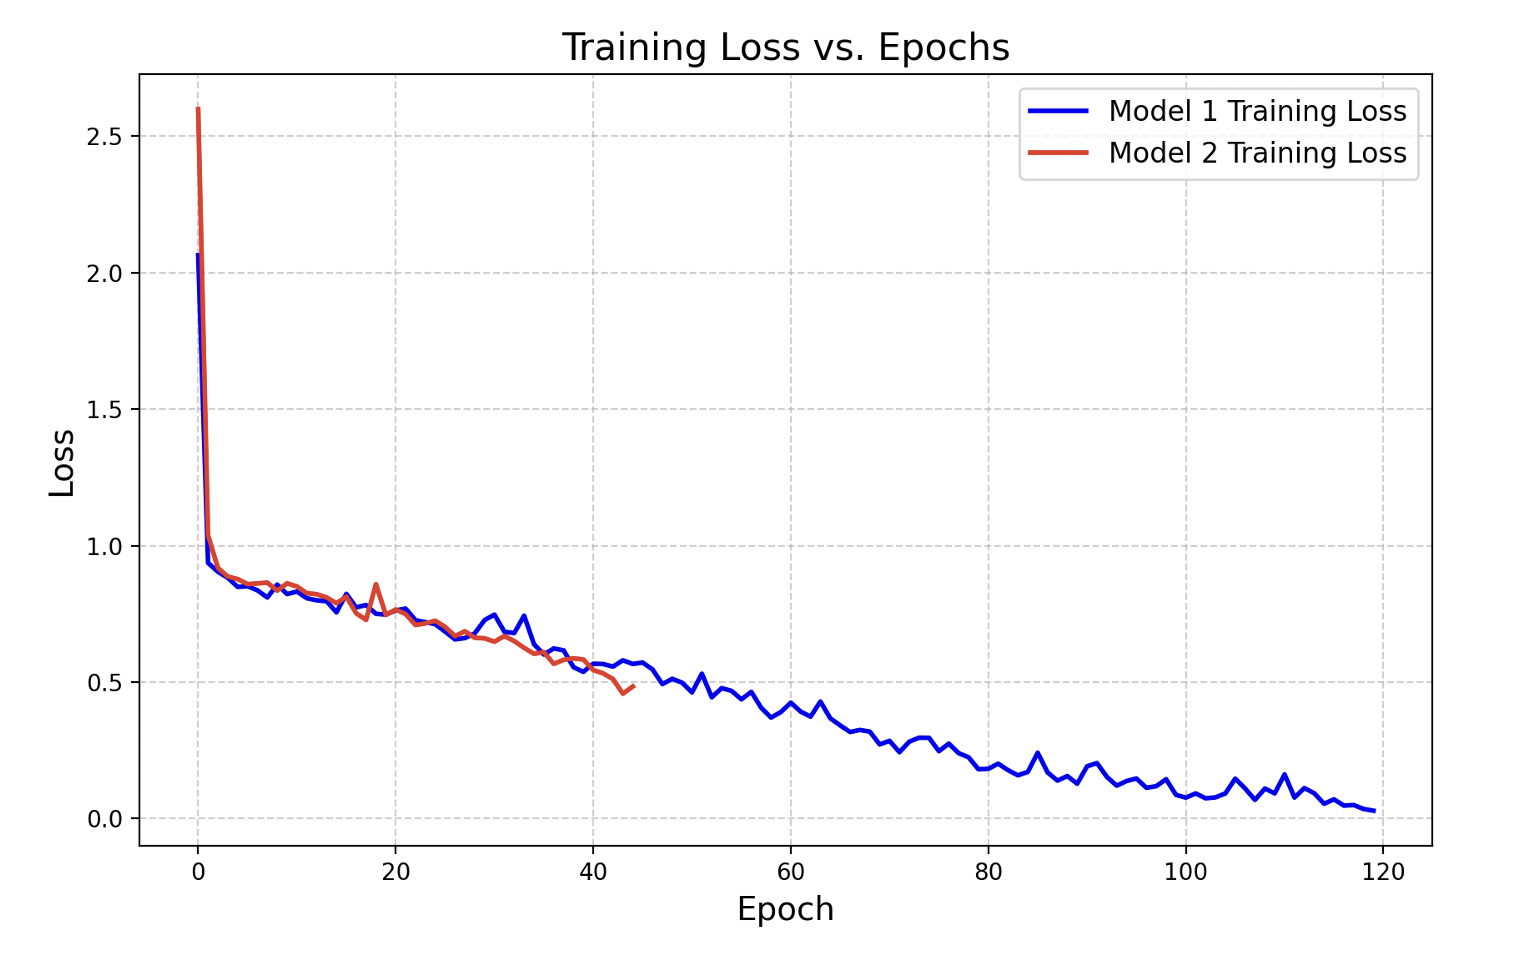 Training Loss vs. Epochs
Model 1 Training Loss
Model 2 Training Loss
2.5
2.0
1.5
1.0
0.5
0.0
Loss
0 20 40 60 80 100 120
Epoch